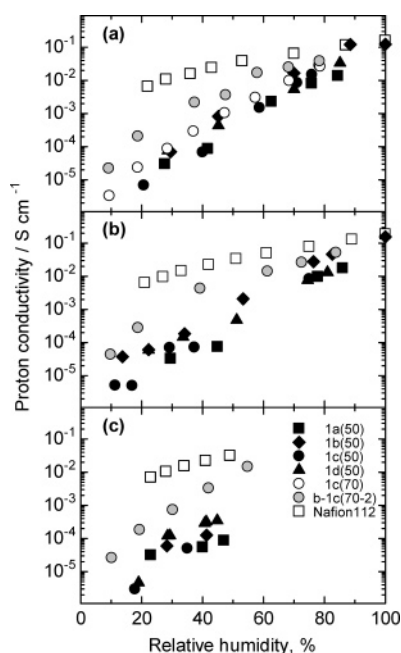 (a)
10⁻¹
10⁻²
10⁻³
10⁻⁴
10⁻⁵
(b)
10⁻¹
10⁻²
10⁻³
10⁻⁴
10⁻⁵
(c)
10⁻¹
10⁻²
10⁻³
10⁻⁴
10⁻⁵
Proton conductivity / S cm⁻¹
1a(50)
1b(50)
1c(50)
1d(50)
1c(70)
b-1c(70-2)
Nafion112
0 20 40 60 80 100
Relative humidity, %